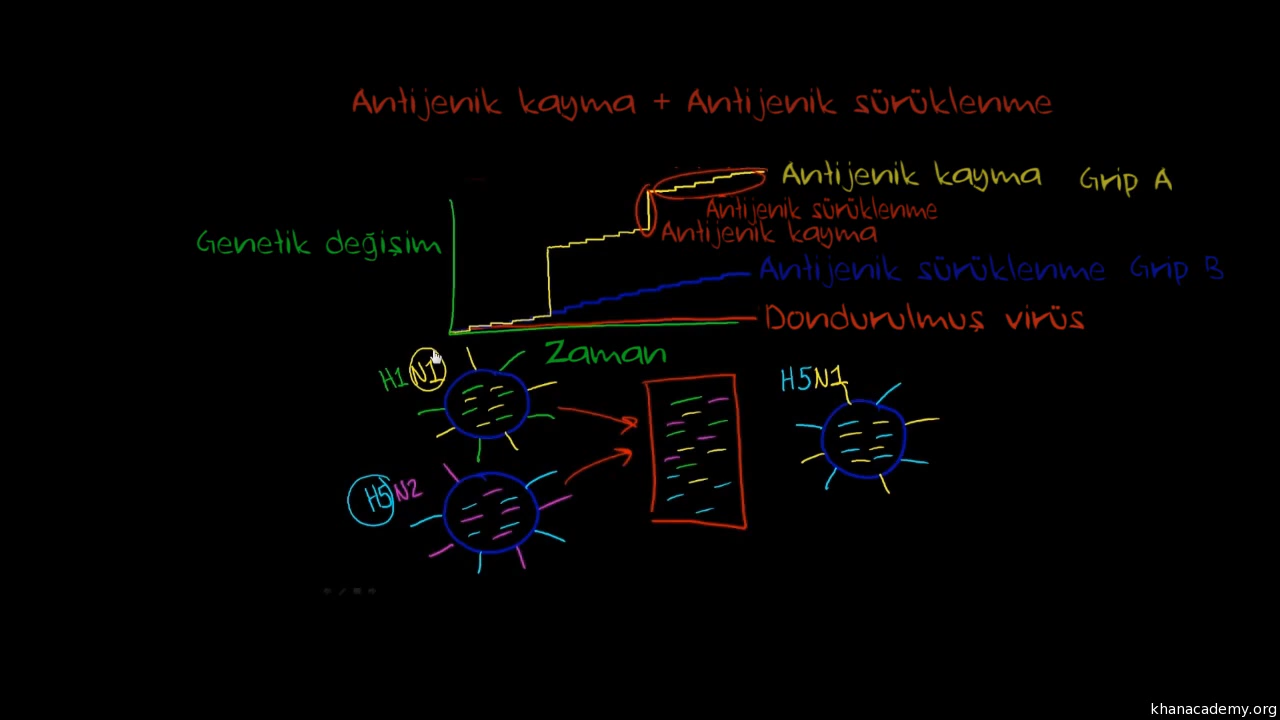 Antijenik kayma + Antijenik sürüklenme
Antijenik kayma Grip A
Antijenik sürüklenme
Antijenik kayma
Genetik değişim
Antijenik sürüklenme Grip B
Dondurulmuş virüs
Zaman
H1N1
H5N1
H5N2
khanacademy.org